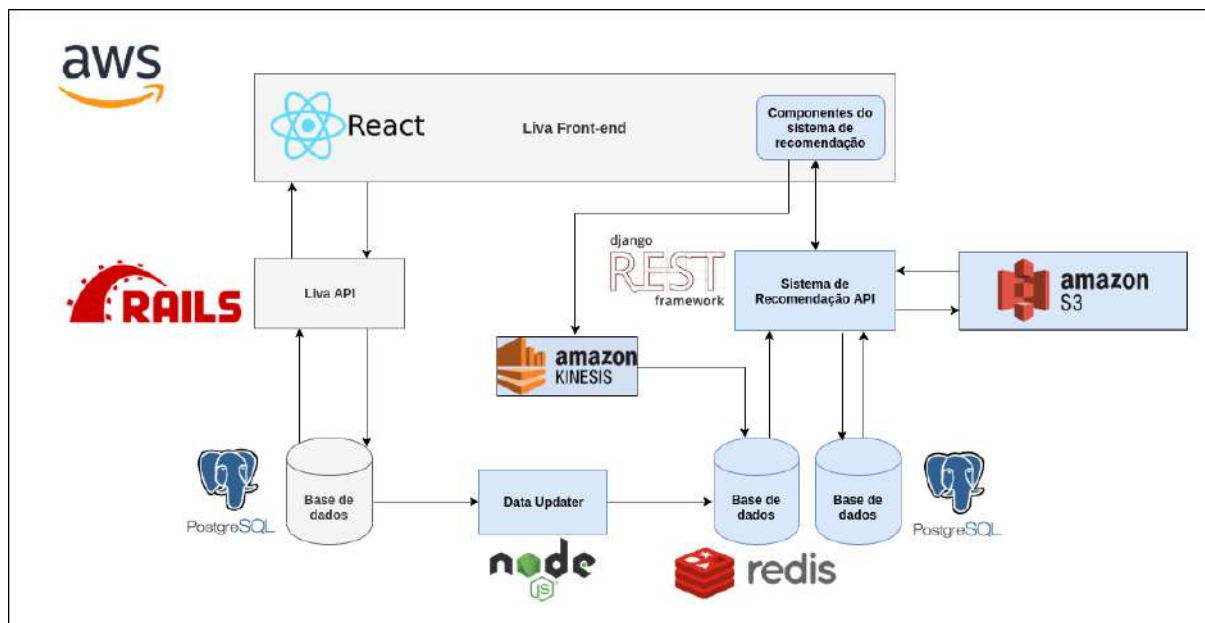 aws
React
Liva Front-end
Componentes do
sistema de
recomendação
django
REST
framework
RAILS
Liva API
Sistema de
Recomendação API
amazon
S3
amazon
KINESIS
PostgreSQL
Base de
dados
Data Updater
Base de
dados
Base de
dados
PostgreSQL
node
JS
redis